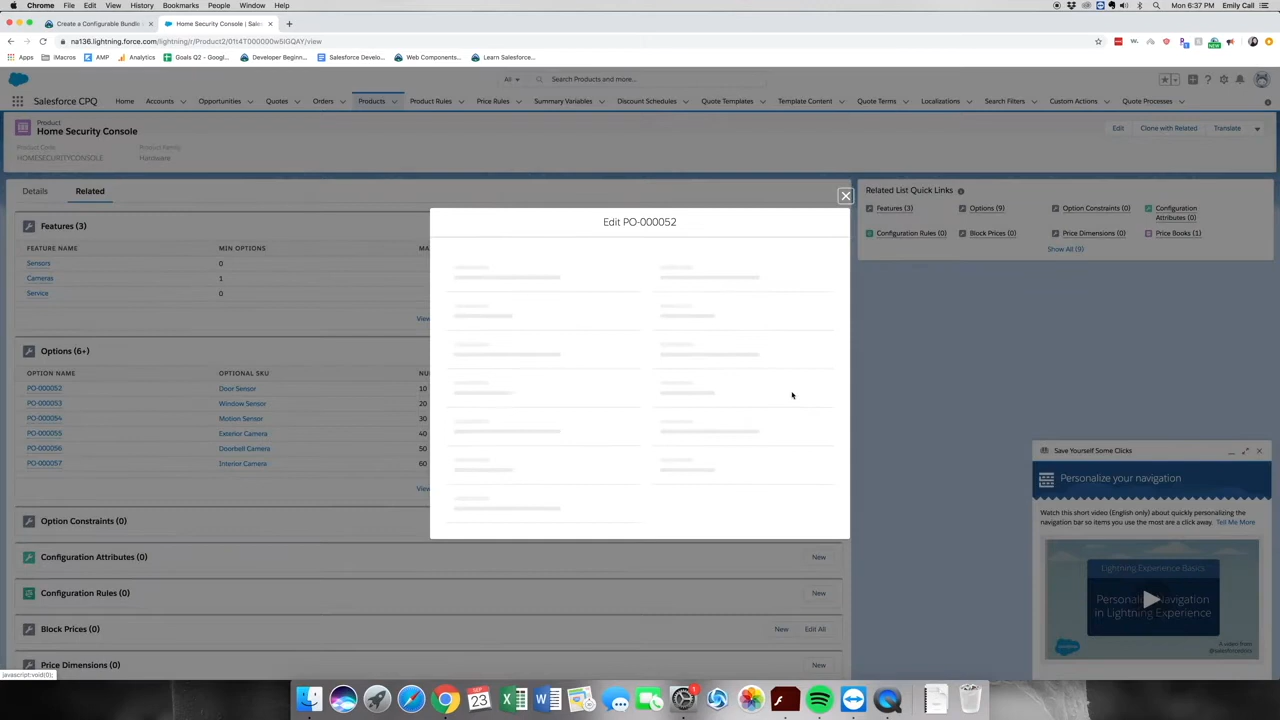 Chrome File Edit View History Bookmarks People Window Help Mon 6:37 PM Emily Call
Create a Configurable Bundle Home Security Console | Sales
na136.lightning.force.com/lightning/r/Product2/01t4T000000w5IGQAY/view
Apps iMacros AMP Analytics Goals Q2 - Googl... Developer Beginn... Salesforce Develo... Web Components... Learn Salesforce...
All Search Products and more...
Salesforce CPQ Home Accounts Opportunities Quotes Orders Products Product Rules Price Rules Summary Variables Discount Schedules Quote Templates Template Content Quote Terms Localizations Search Filters Custom Actions Quote Processes
Product
Home Security Console
Edit Clone with Related Translate
Product Code Product Family
HOMESECURITYCONSOLE Hardware
Details Related
Features (3)
FEATURE NAME MIN OPTIONS
Sensors 0
Cameras 1
Service 0
Options (6+)
OPTION NAME OPTIONAL SKU
PO-000052 Door Sensor 10
PO-000053 Window Sensor 20
PO-000054 Motion Sensor 30
PO-000055 Exterior Camera 40
PO-000056 Doorbell Camera 50
PO-000057 Interior Camera 60
Option Constraints (0)
Configuration Attributes (0) New
Configuration Rules (0) New
Block Prices (0) New Edit All
Price Dimensions (0) New
javascript:void(0);
Edit PO-000052
Related List Quick Links
Features (3) Options (9) Option Constraints (0) Configuration Attributes (0)
Configuration Rules (0) Block Prices (0) Price Dimensions (0) Price Books (1)
Show All (9)
Save Yourself Some Clicks
Personalize your navigation
Watch this short video (English only) about quickly personalizing the
navigation bar so items you use the most are a click away. Tell Me More
Lightning Experience Basics
Personalize Navigation
in Lightning Experience
A video from
@salesforcedocs
SEP
23
1